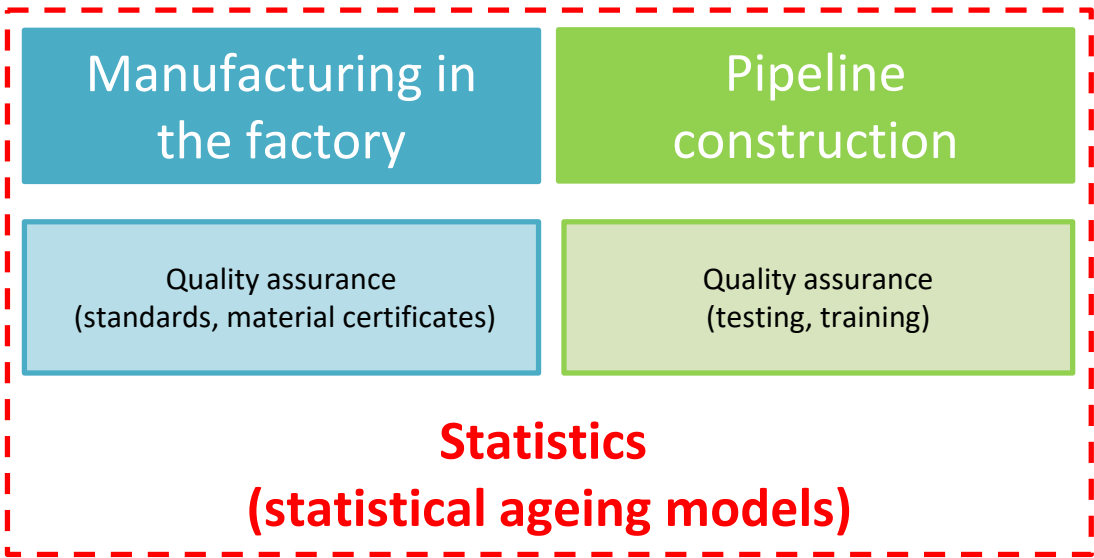 Manufacturing in
the factory
Pipeline
construction
Quality assurance
(standards, material certificates)
Quality assurance
(testing, training)
Statistics
(statistical ageing models)